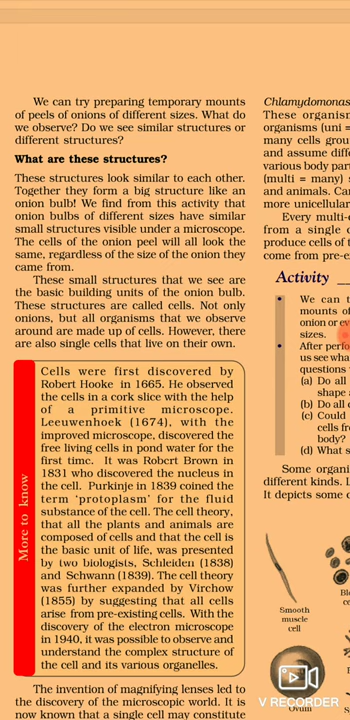 We can try preparing temporary mounts
of peels of onions of different sizes. What do
we observe? Do we see similar structures or
different structures?
What are these structures?
These structures look similar to each other.
Together they form a big structure like an
onion bulb! We find from this activity that
onion bulbs of different sizes have similar
small structures visible under a microscope.
The cells of the onion peel will all look the
same, regardless of the size of the onion they
came from.
These small structures that we see are
the basic building units of the onion bulb.
These structures are called cells. Not only
onions, but all organisms that we observe
around are made up of cells. However, there
are also single cells that live on their own.
More to know
Cells were first discovered by
Robert Hooke in 1665. He observed
the cells in a cork slice with the help
of a primitive microscope.
Leeuwenhoek (1674), with the
improved microscope, discovered the
free living cells in pond water for the
first time. It was Robert Brown in
1831 who discovered the nucleus in
the cell. Purkinje in 1839 coined the
term ‘protoplasm’ for the fluid
substance of the cell. The cell theory,
that all the plants and animals are
composed of cells and that the cell is
the basic unit of life, was presented
by two biologists, Schleiden (1838)
and Schwann (1839). The cell theory
was further expanded by Virchow
(1855) by suggesting that all cells
arise from pre-existing cells. With the
discovery of the electron microscope
in 1940, it was possible to observe and
understand the complex structure of
the cell and its various organelles.
The invention of magnifying lenses led to
the discovery of the microscopic world. It is
now known that a single cell may constitute
Chlamydomonas
These organism
organisms (uni =
many cells grou
and assume diffe
various body par
(multi = many)
and animals. Ca
more unicellular
Every multi-c
from a single c
produce cells of t
come from pre-e
Activity
• We can t
mounts of
onion or ev
sizes.
• After perfo
us see wha
questions
(a) Do all
shape
(b) Do all
(c) Could
cells fr
body?
(d) What s
Some organi
different kinds. L
It depicts some
Smooth
muscle
cell
Blo
ce
Ovum
S
V RECORDER